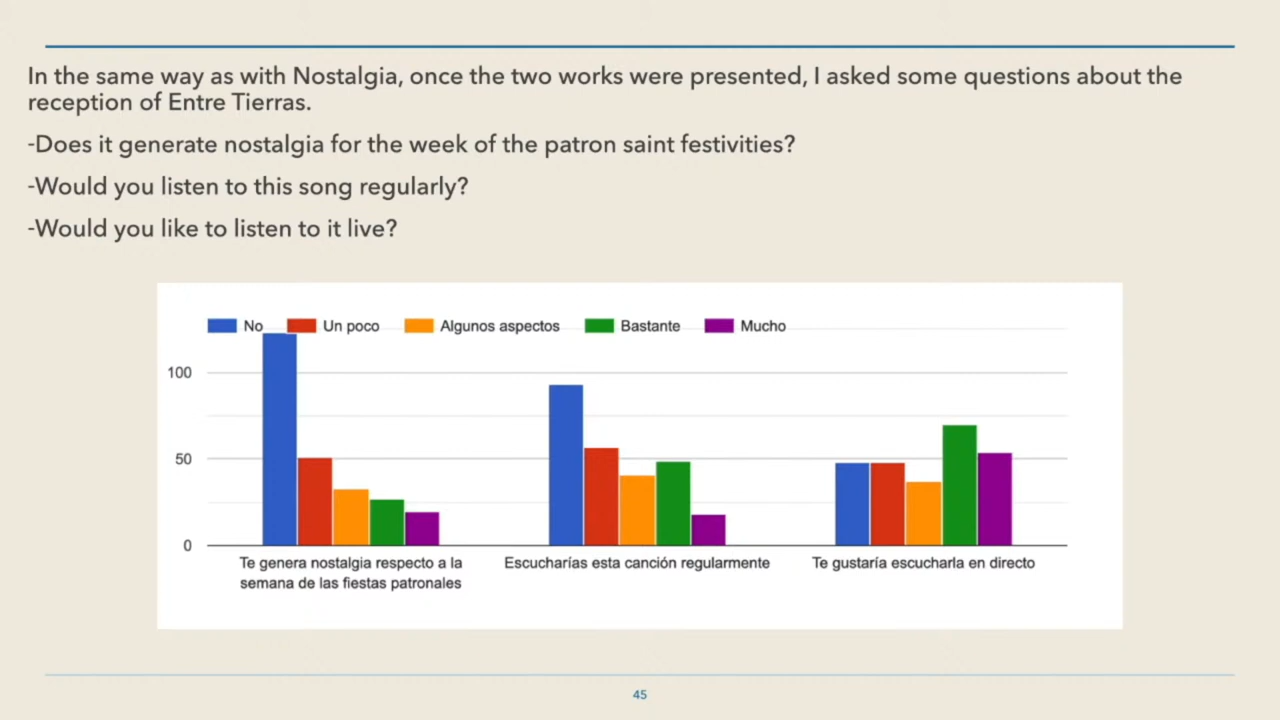 In the same way as with Nostalgia, once the two works were presented, I asked some questions about the
reception of Entre Tierras.
-Does it generate nostalgia for the week of the patron saint festivities?
-Would you listen to this song regularly?
-Would you like to listen to it live?
No Un poco Algunos aspectos Bastante Mucho
100
50
0
Te genera nostalgia respecto a la
semana de las fiestas patronales
Escucharías esta canción regularmente
Te gustaría escucharla en directo
45